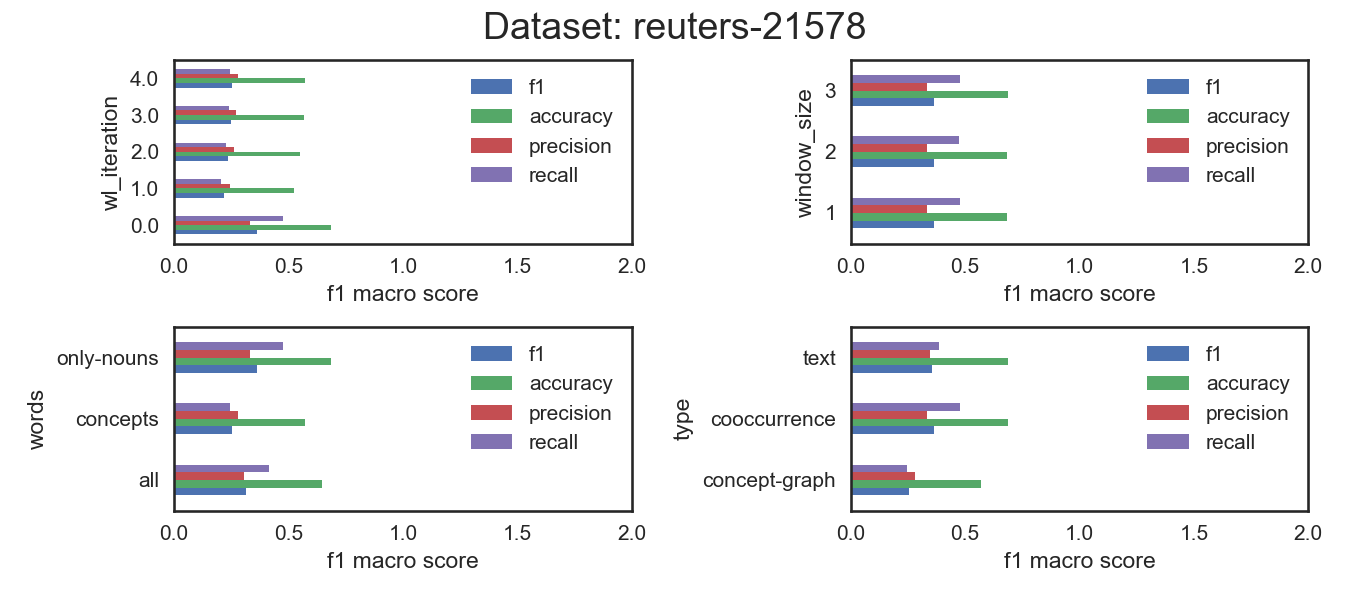 Dataset: reuters-21578
wl_iteration
4.0
3.0
2.0
1.0
0.0
f1
accuracy
precision
recall
0.0 0.5 1.0 1.5 2.0
f1 macro score
window_size
3
2
1
f1
accuracy
precision
recall
0.0 0.5 1.0 1.5 2.0
f1 macro score
words
only-nouns
concepts
all
f1
accuracy
precision
recall
0.0 0.5 1.0 1.5 2.0
f1 macro score
type
text
cooccurrence
concept-graph
f1
accuracy
precision
recall
0.0 0.5 1.0 1.5 2.0
f1 macro score